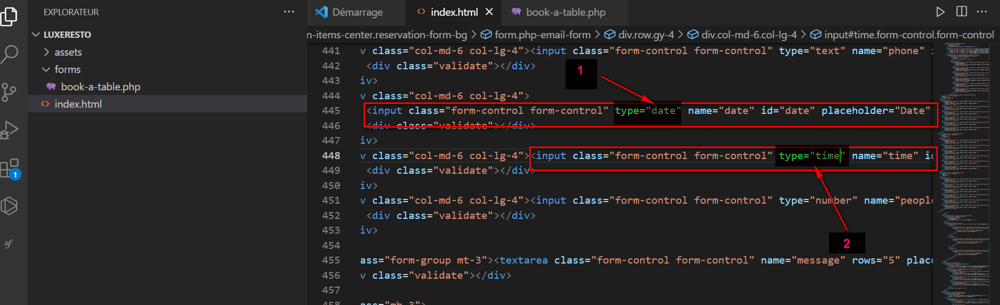 EXPLORATEUR
LUXERESTO
assets
forms
book-a-table.php
index.html
1
sf
Démarrage
index.html
book-a-table.php
n-items-center.reservation-form-bg > form.php-email-form > div.row.gy-4 > div.col-md-6.col-lg-4 > input#time.form-control.form-control
441 v class="col-md-6 col-lg-4"><input class="form-control form-control" type="text" name="phone" i
442 <div class="validate"></div>
443 iv>
444 v class="col-md-6 col-lg-4">
445 <input class="form-control form-control" type="date" name="date" id="date" placeholder="Date"
446 <div class="validate"></div>
447 iv>
448 v class="col-md-6 col-lg-4"><input class="form-control form-control" type="time" name="time" id
449 <div class="validate"></div>
450 iv>
451 v class="col-md-6 col-lg-4"><input class="form-control form-control" type="number" name="people
452 <div class="validate"></div>
453 iv>
454
455 ass="form-group mt-3"><textarea class="form-control form-control" name="message" rows="5" place
456 v class="validate"></div>
457
458 ass="mb-3">
1
2